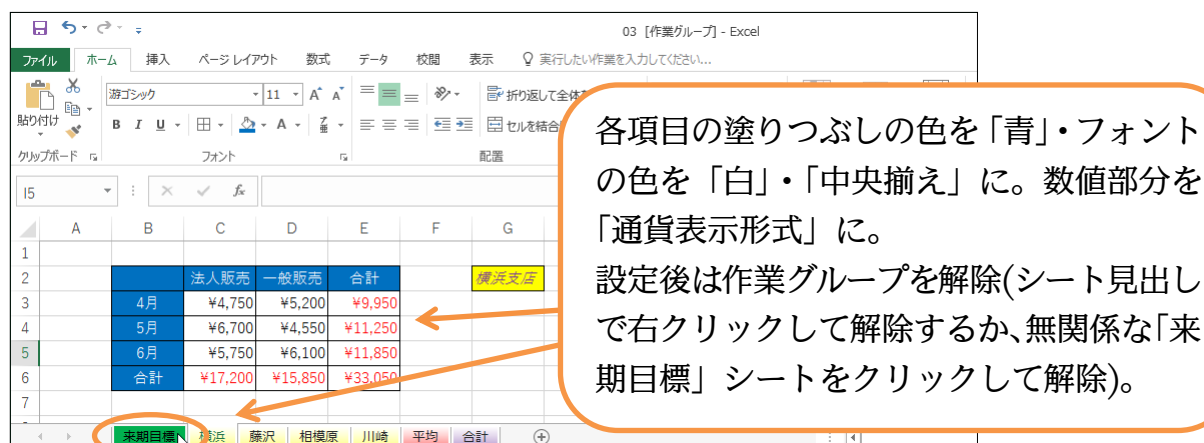 03 [作業グループ] - Excel
ファイル ホーム 挿入 ページ レイアウト 数式 データ 校閲 表示 実行したい作業を入力してください...
游ゴシック 11 A A 折り返して全体を
貼り付け B I U A セルを結合
クリップボード フォント 配置
I5 fx
A B C D E F G
1
2 法人販売 一般販売 合計 横浜支店
3 4月 ¥4,750 ¥5,200 ¥9,950
4 5月 ¥6,700 ¥4,550 ¥11,250
5 6月 ¥5,750 ¥6,100 ¥11,850
6 合計 ¥17,200 ¥15,850 ¥33,050
7
来期目標 横浜 藤沢 相模原 川崎 平均 合計
各項目の塗りつぶしの色を「青」・フォント
の色を「白」・「中央揃え」に。数値部分を
「通貨表示形式」に。
設定後は作業グループを解除(シート見出し
で右クリックして解除するか、無関係な「来
期目標」シートをクリックして解除)。